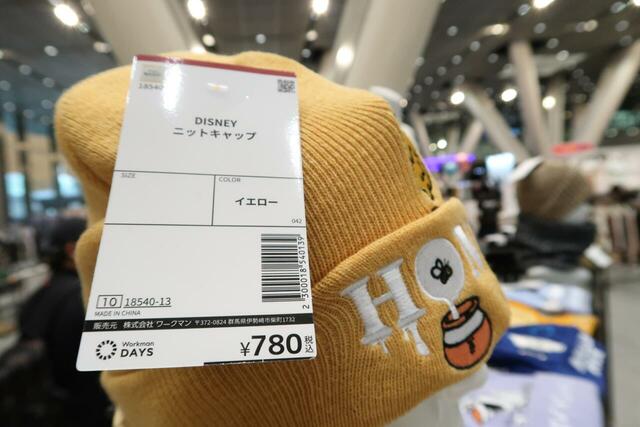 18540
DISNEY
ニットキャップ
SIZE
COLOR
イエロー
042
2300018540139
10 18540-13
MADE IN CHINA
販売元 株式会社 ワークマン 〒372-0824 群馬県伊勢崎市柴町1732
Workman
DAYS
¥780 税込